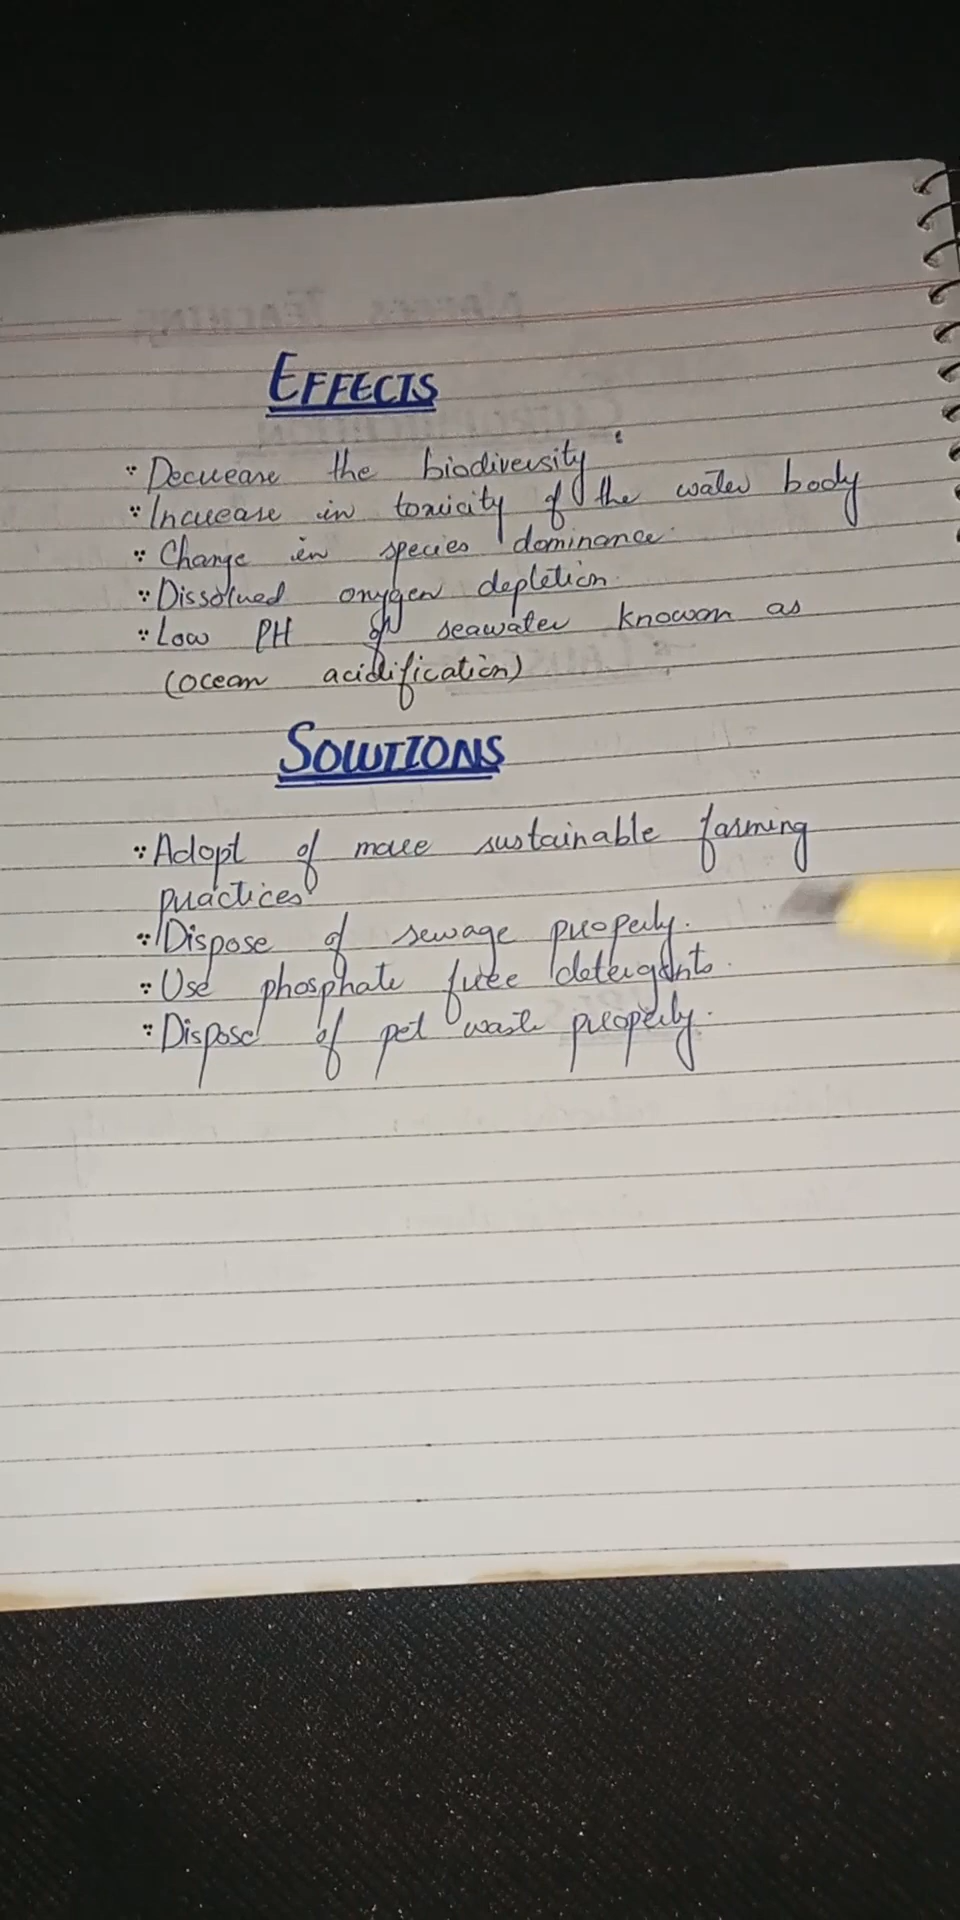 EFFECTS
Decrease the biodiversity
Increase in toxicity of the water body
Change in species dominance.
Dissolved oxygen depletion.
Low PH of seawater knowon as
(ocean acidification)
SOLUTIONS
Adopt of more sustainable farming
practices
Dispose of sewage properly.
Use phosphate free detergants.
Dispose of pet waste properly.